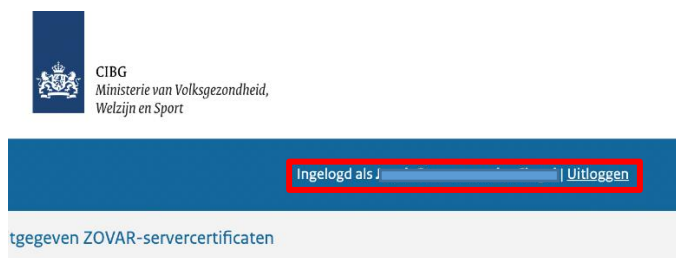 CIBG
Ministerie van Volksgezondheid,
Welzijn en Sport
Ingelogd als | Uitloggen
tgegeven ZOVAR-servercertificaten